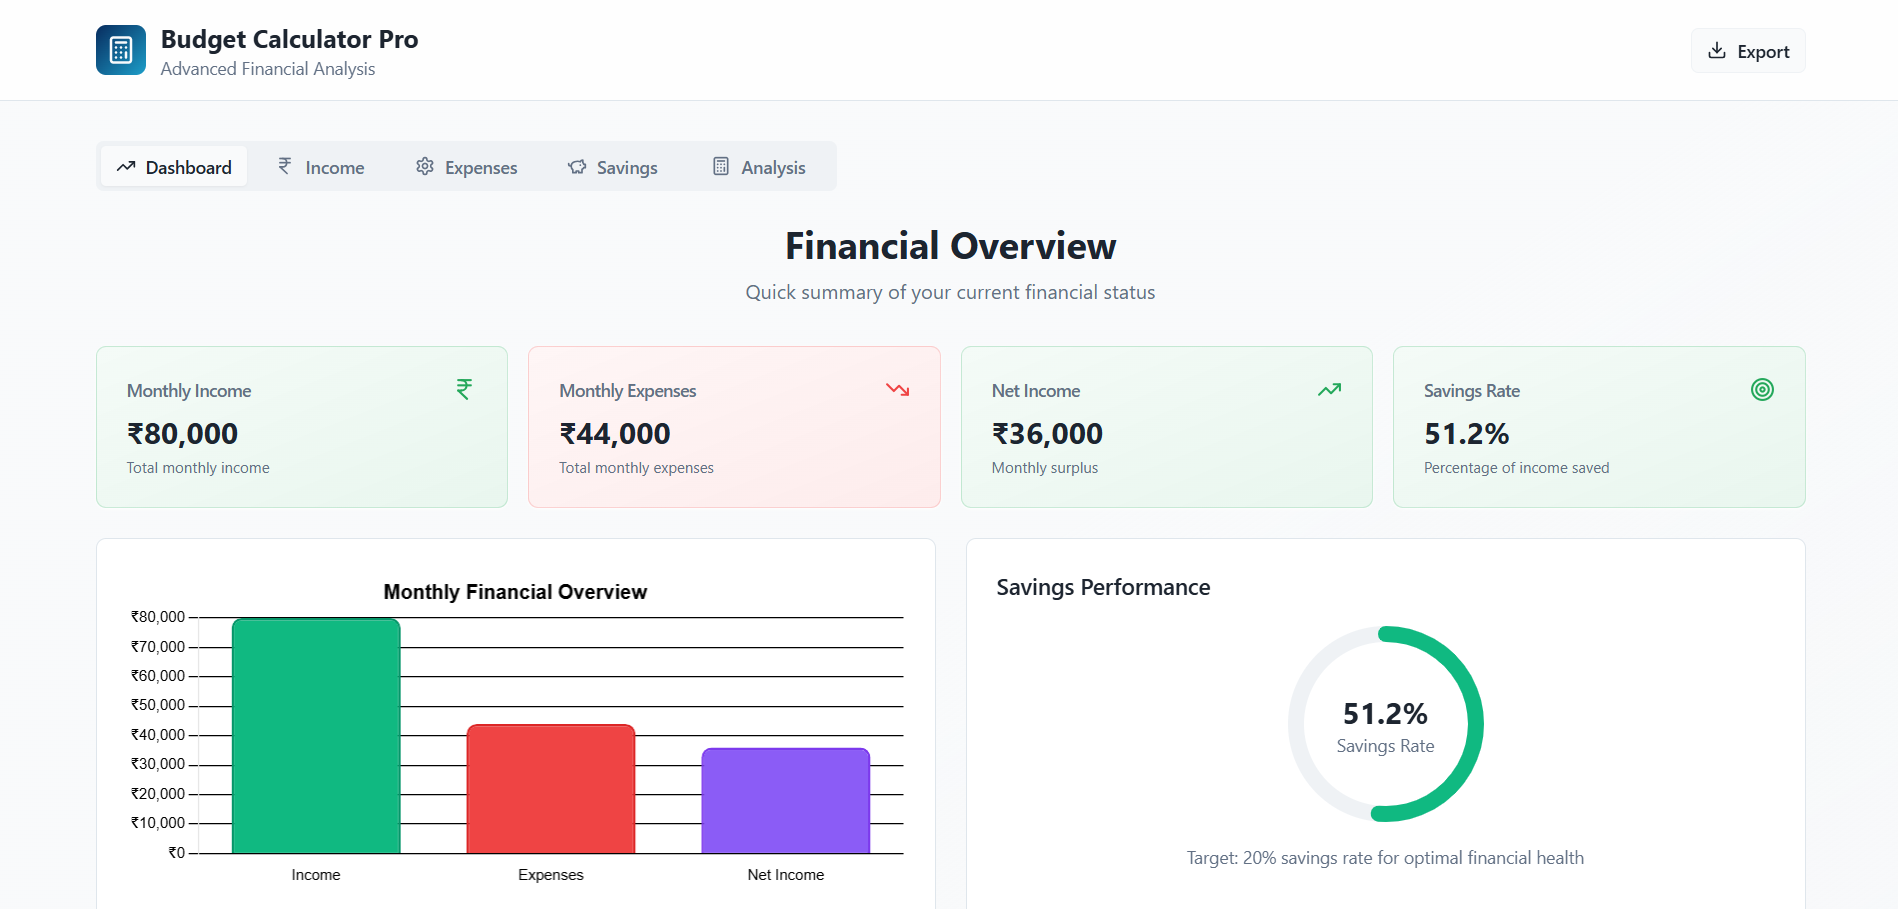 Budget Calculator Pro
Advanced Financial Analysis
Export
Dashboard
Income
Expenses
Savings
Analysis
Financial Overview
Quick summary of your current financial status
Monthly Income
₹80,000
Total monthly income
Monthly Expenses
₹44,000
Total monthly expenses
Net Income
₹36,000
Monthly surplus
Savings Rate
51.2%
Percentage of income saved
Monthly Financial Overview
₹80,000
₹70,000
₹60,000
₹50,000
₹40,000
₹30,000
₹20,000
₹10,000
₹0
Income
Expenses
Net Income
Savings Performance
51.2%
Savings Rate
Target: 20% savings rate for optimal financial health